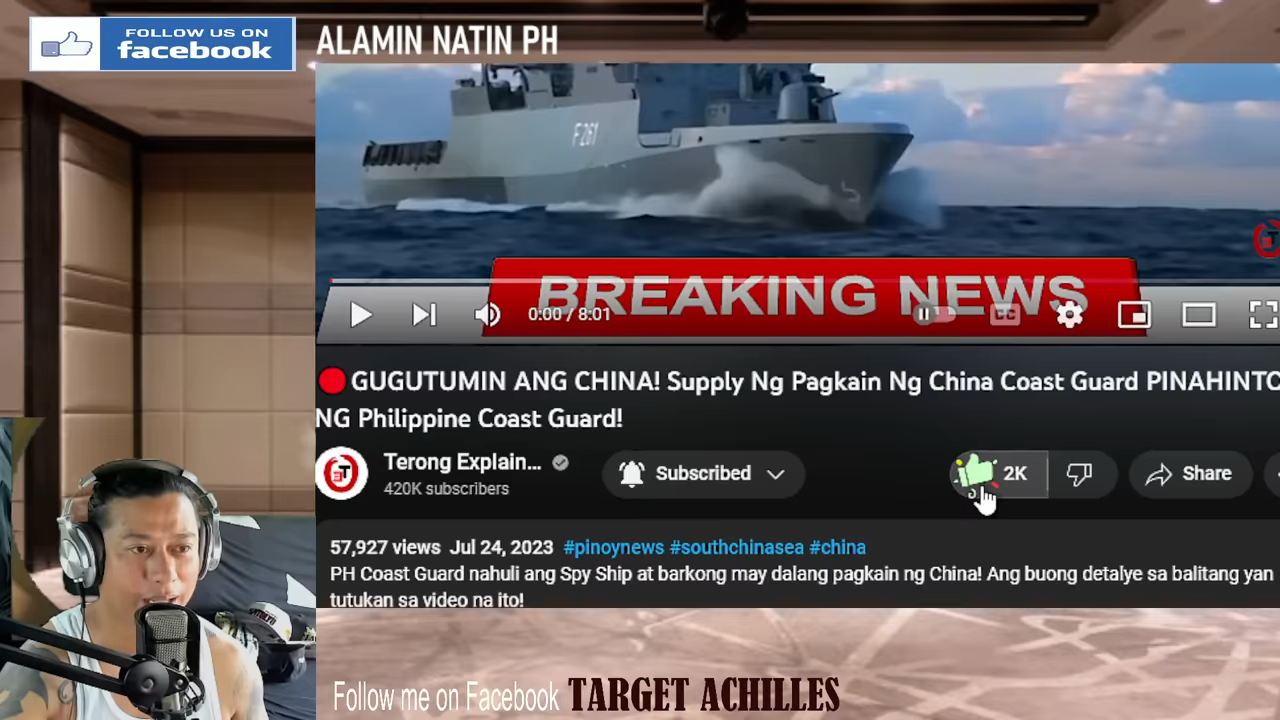 FOLLOW US ON
facebook
ALAMIN NATIN PH
F261
BREAKING NEWS
0:00 / 8:01
CC
GUGUTUMIN ANG CHINA! Supply Ng Pagkain Ng China Coast Guard PINAHINTO
NG Philippine Coast Guard!
Terong Explain...
420K subscribers
Subscribed
2K
Share
57,927 views Jul 24, 2023 #pinoynews #southchinasea #china
PH Coast Guard nahuli ang Spy Ship at barkong may dalang pagkain ng China! Ang buong detalye sa balitang yan
tutukan sa video na ito!
Follow me on Facebook TARGET ACHILLES